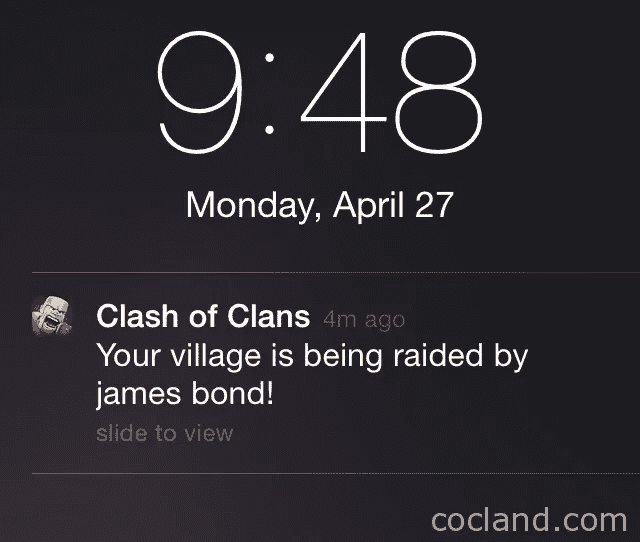 9:48
Monday, April 27
Clash of Clans 4m ago
Your village is being raided by
james bond!
slide to view
cocland.com